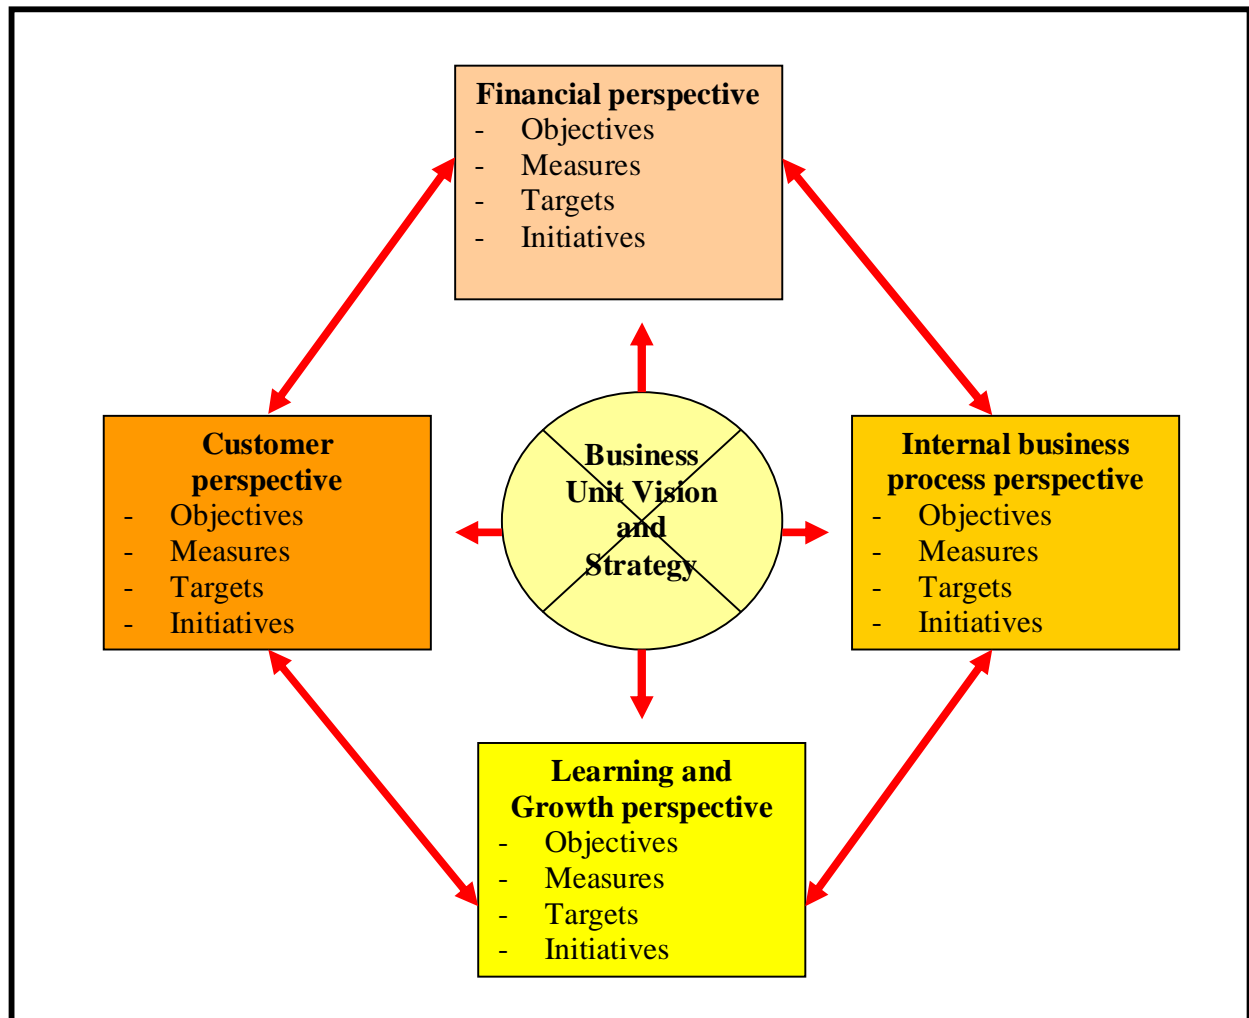 Financial perspective
- Objectives
- Measures
- Targets
- Initiatives
Customer
perspective
- Objectives
- Measures
- Targets
- Initiatives
Business
Unit Vision
and
Strategy
Internal business
process perspective
- Objectives
- Measures
- Targets
- Initiatives
Learning and
Growth perspective
- Objectives
- Measures
- Targets
- Initiatives